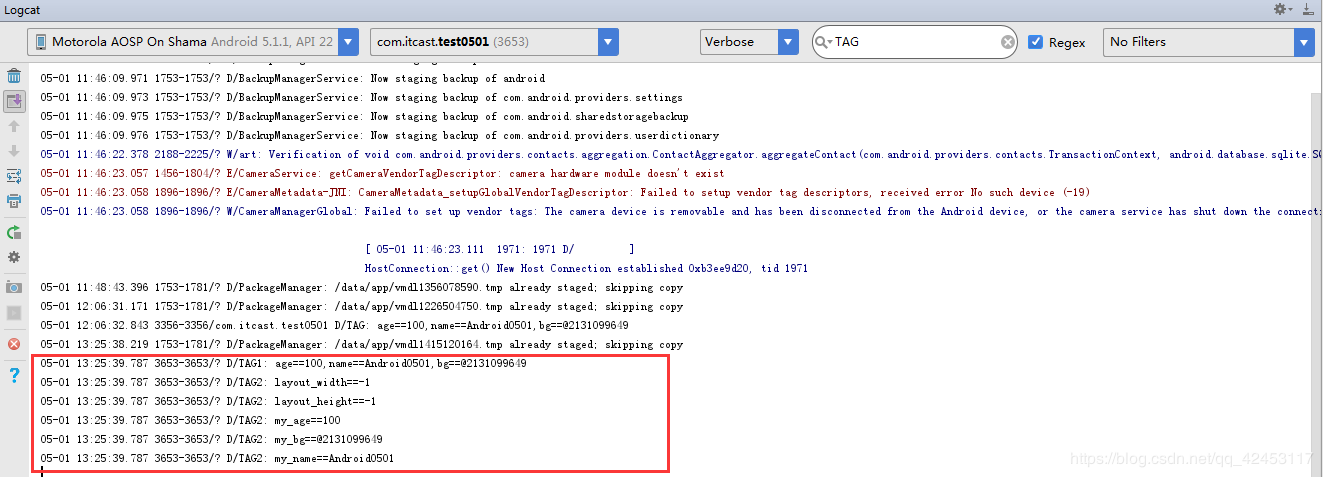 Logcat
Motorola AOSP On Shama Android 5.1.1, API 22
com.itcast.test0501 (3653)
Verbose
TAG
Regex
No Filters
05-01 11:46:09.971 1753-1753/? D/BackupManagerService: Now staging backup of android
05-01 11:46:09.973 1753-1753/? D/BackupManagerService: Now staging backup of com.android.providers.settings
05-01 11:46:09.975 1753-1753/? D/BackupManagerService: Now staging backup of com.android.sharedstoragebackup
05-01 11:46:09.976 1753-1753/? D/BackupManagerService: Now staging backup of com.android.providers.userdictionary
05-01 11:46:22.378 2188-2225/? W/art: Verification of void com.android.providers.contacts.aggregation.ContactAggregator.aggregateContact(com.android.providers.contacts.TransactionContext, android.database.sqlite.SQ
05-01 11:46:23.057 1456-1804/? E/CameraService: getCameraVendorTagDescriptor: camera hardware module doesn't exist
05-01 11:46:23.058 1896-1896/? E/CameraMetadata-JNI: CameraMetadata_setupGlobalVendorTagDescriptor: Failed to setup vendor tag descriptors, received error No such device (-19)
05-01 11:46:23.058 1896-1896/? W/CameraManagerGlobal: Failed to set up vendor tags: The camera device is removable and has been disconnected from the Android device, or the camera service has shut down the connecti
[ 05-01 11:46:23.111 1971: 1971 D/ ]
HostConnection::get() New Host Connection established 0xb3ee9d20, tid 1971
05-01 11:48:43.396 1753-1781/? D/PackageManager: /data/app/vmdl1356078590.tmp already staged; skipping copy
05-01 12:06:31.171 1753-1781/? D/PackageManager: /data/app/vmdl1226504750.tmp already staged; skipping copy
05-01 12:06:32.843 3356-3356/com.itcast.test0501 D/TAG: age==100,name==Android0501,bg==@2131099649
05-01 13:25:38.219 1753-1781/? D/PackageManager: /data/app/vmdl1415120164.tmp already staged; skipping copy
05-01 13:25:39.787 3653-3653/? D/TAG1: age==100,name==Android0501,bg==@2131099649
05-01 13:25:39.787 3653-3653/? D/TAG2: layout_width==-1
05-01 13:25:39.787 3653-3653/? D/TAG2: layout_height==-1
05-01 13:25:39.787 3653-3653/? D/TAG2: my_age==100
05-01 13:25:39.787 3653-3653/? D/TAG2: my_bg==@2131099649
05-01 13:25:39.787 3653-3653/? D/TAG2: my_name==Android0501
https://blog.csdn.net/qq_42453117